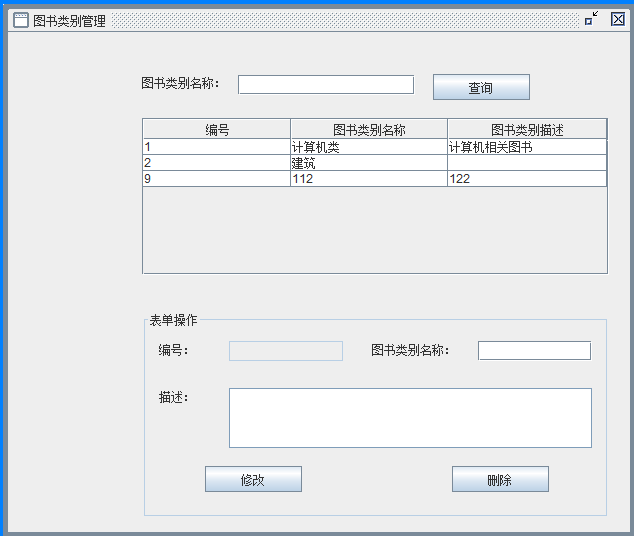 图书类别管理
图书类别名称： 查询
编号 图书类别名称 图书类别描述
1 计算机类 计算机相关图书
2 建筑
9 112 122
表单操作
编号： 图书类别名称：
描述：
修改 删除